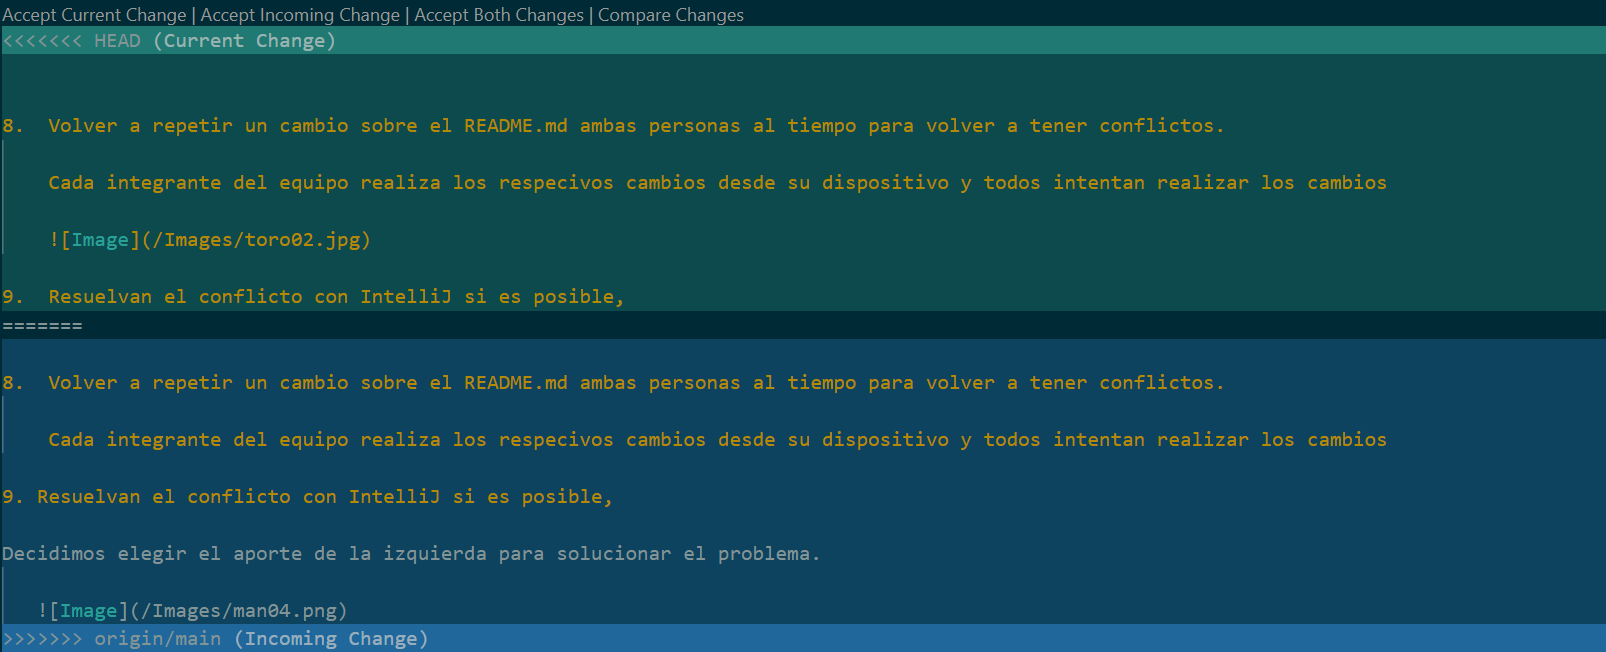 Accept Current Change | Accept Incoming Change | Accept Both Changes | Compare Changes
<<<<<<< HEAD (Current Change)
8.  Volver a repetir un cambio sobre el README.md ambas personas al tiempo para volver a tener conflictos.
    Cada integrante del equipo realiza los respecivos cambios desde su dispositivo y todos intentan realizar los cambios
    ![Image](/Images/toro02.jpg)
9.  Resuelvan el conflicto con IntelliJ si es posible,
=======
8.  Volver a repetir un cambio sobre el README.md ambas personas al tiempo para volver a tener conflictos.
    Cada integrante del equipo realiza los respecivos cambios desde su dispositivo y todos intentan realizar los cambios
9. Resuelvan el conflicto con IntelliJ si es posible,
Decidimos elegir el aporte de la izquierda para solucionar el problema.
   ![Image](/Images/man04.png)
>>>>>>> origin/main (Incoming Change)